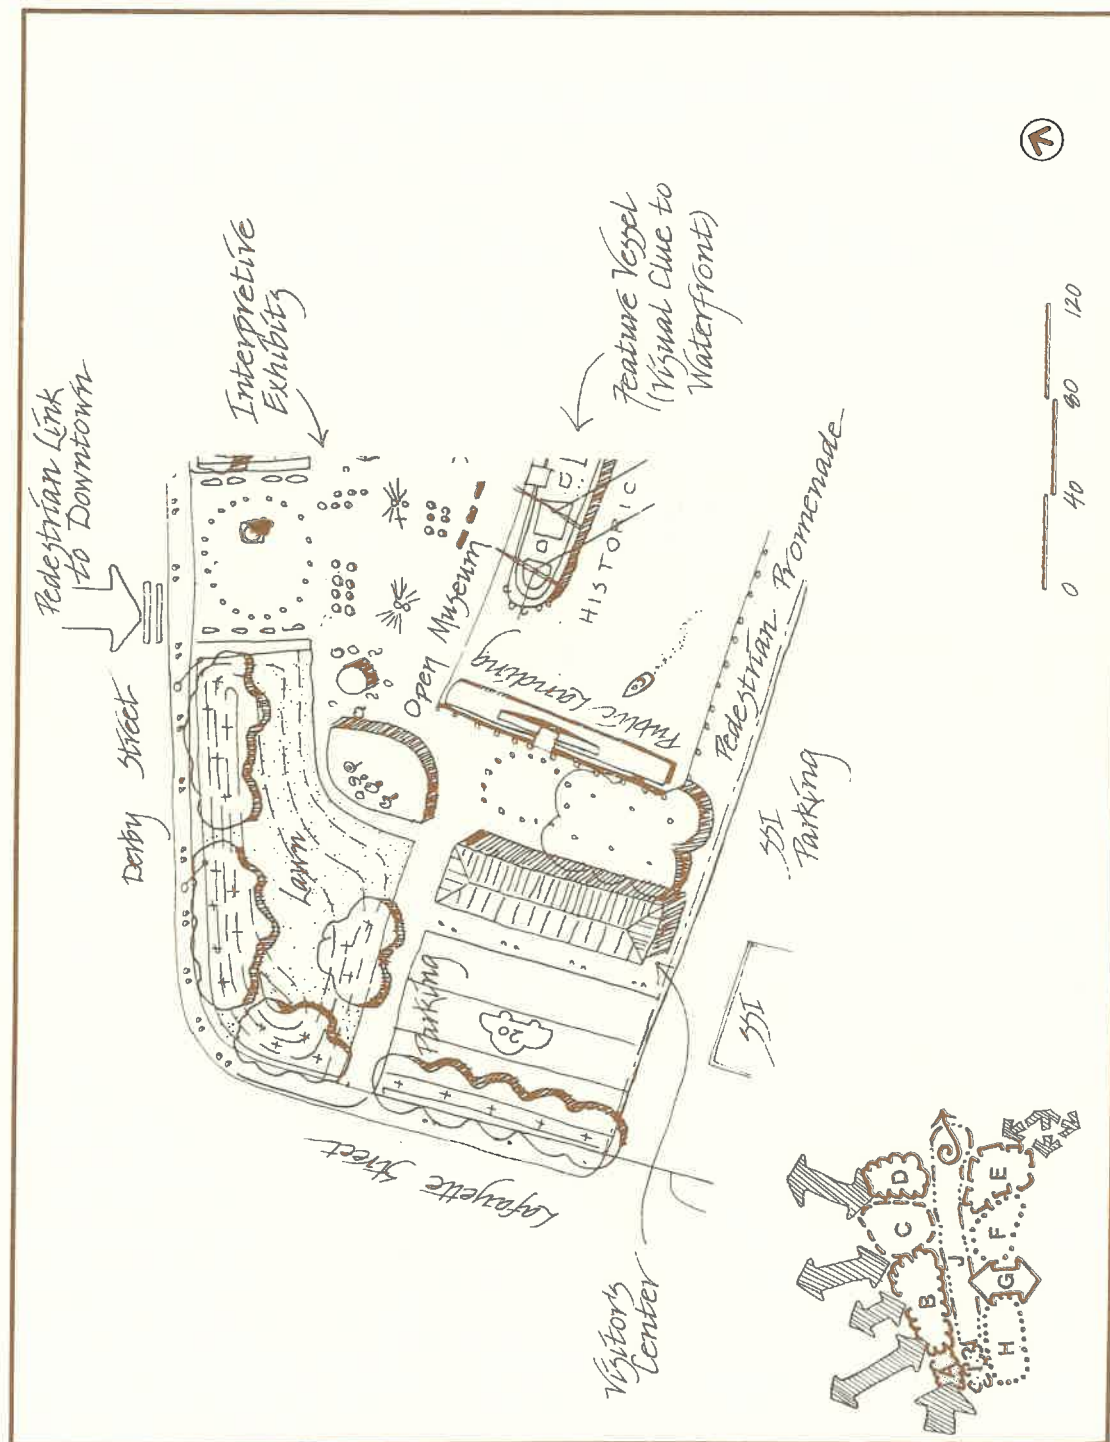 Pedestrian Link
to Downtown
Interpretive
Exhibits
Feature Vessel
(Visual Clue to
Waterfront)
Derby Street
Lawn
Open Museum
HISTORIC
Public Landing
Pedestrian Promenade
SSI
Parking
Parking
20
SSI
Lafayette Street
Visitors
Center
0 40 80 120
A
B
C
D
E
F
G
H
J